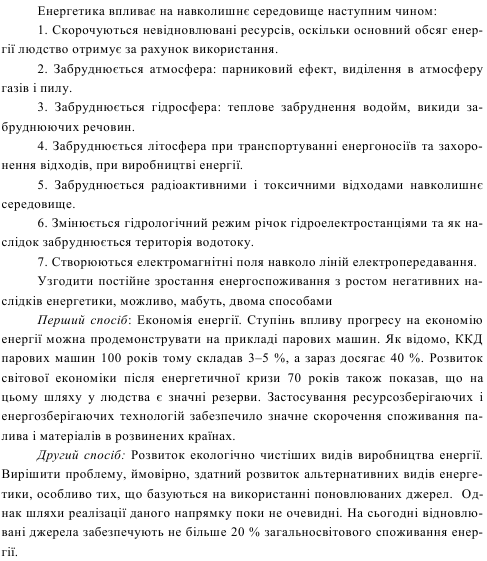 Енергетика впливає на навколишнє середовище наступним чином:
1. Скорочуються невідновлювані ресурсів, оскільки основний обсяг енер-
гії людство отримує за рахунок використання.
2. Забруднюється атмосфера: парниковий ефект, виділення в атмосферу
газів і пилу.
3. Забруднюється гідросфера: теплове забруднення водойм, викиди за-
бруднюючих речовин.
4. Забруднюється літосфера при транспортуванні енергоносіїв та захоро-
нення відходів, при виробництві енергії.
5. Забруднюється радіоактивними і токсичними відходами навколишнє
середовище.
6. Змінюється гідрологічний режим річок гідроелектростанціями та як на-
слідок забруднюється територія водотоку.
7. Створюються електромагнітні поля навколо ліній електропередавання.
Узгодити постійне зростання енергоспоживання з ростом негативних на-
слідків енергетики, можливо, мабуть, двома способами
Перший спосіб: Економія енергії. Ступінь впливу прогресу на економію
енергії можна продемонструвати на прикладі парових машин. Як відомо, ККД
парових машин 100 років тому складав 3–5 %, а зараз досягає 40 %. Розвиток
світової економіки після енергетичної кризи 70 років також показав, що на
цьому шляху у людства є значні резерви. Застосування ресурсозберігаючих і
енергозберігаючих технологій забезпечило значне скорочення споживання па-
лива і матеріалів в розвинених країнах.
Другий спосіб: Розвиток екологічно чистіших видів виробництва енергії.
Вирішити проблему, ймовірно, здатний розвиток альтернативних видів енерге-
тики, особливо тих, що базуються на використанні поновлюваних джерел. Од-
нак шляхи реалізації даного напрямку поки не очевидні. На сьогодні відновлю-
вані джерела забезпечують не більше 20 % загальносвітового споживання енер-
гії.